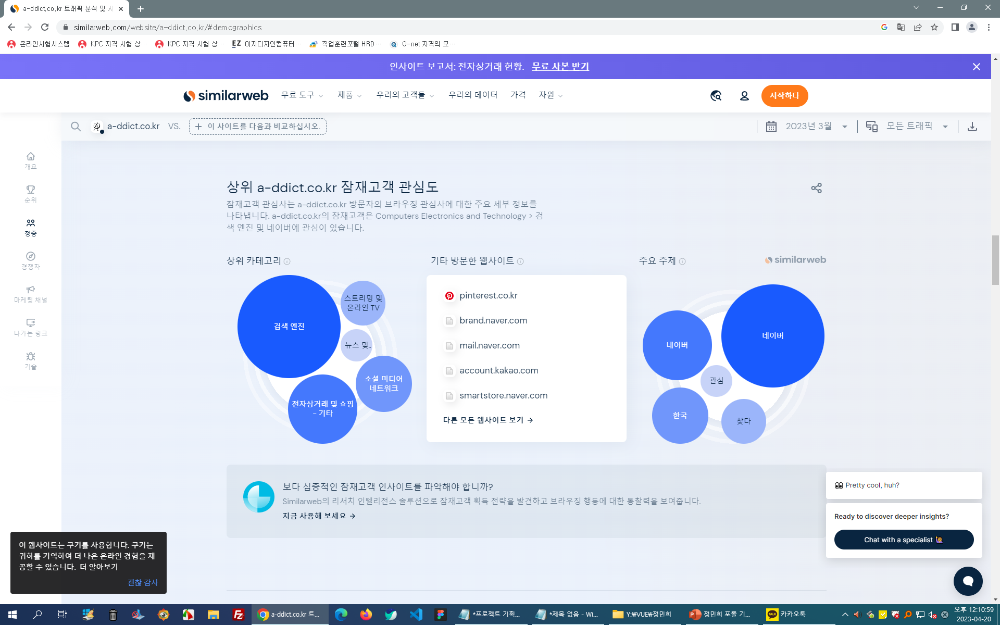 a-ddict.co.kr 트래픽 분석 및 시
similarweb.com/website/a-ddict.co.kr/#demographics
온라인시험시스템
KPC 자격 시험 상…
KPC 자격 시험 상…
EZ 이지디자인컴퓨터…
직업훈련포털 HRD…
Q-net 자격의 모…
인사이트 보고서: 전자상거래 현황. 무료 사본 받기
similarweb
무료 도구
제품
우리의 고객들
우리의 데이터
가격
자원
시작하다
a-ddict.co.kr VS.
+ 이 사이트를 다음과 비교하십시오.
2023년 3월
모든 트래픽
개요
순위
청중
경쟁자
마케팅 채널
나가는 링크
기술
상위 a-ddict.co.kr 잠재고객 관심도
잠재고객 관심사는 a-ddict.co.kr 방문자의 브라우징 관심사에 대한 주요 세부 정보를
나타냅니다. a-ddict.co.kr의 잠재고객은 Computers Electronics and Technology > 검
색 엔진 및 네이버에 관심이 있습니다.
상위 카테고리
검색 엔진
스트리밍 및
온라인 TV
뉴스 및..
소셜 미디어
네트워크
전자상거래 및 쇼핑
- 기타
기타 방문한 웹사이트
pinterest.co.kr
brand.naver.com
mail.naver.com
account.kakao.com
smartstore.naver.com
다른 모든 웹사이트 보기 →
주요 주제
similarweb
네이버
네이버
관심
한국
찾다
보다 심층적인 잠재고객 인사이트를 파악해야 합니까?
Similarweb의 리서치 인텔리전스 솔루션으로 잠재고객 획득 전략을 발견하고 브라우징 행동에 대한 통찰력을 보여줍니다.
지금 사용해 보세요 →
👀 Pretty cool, huh?
Ready to discover deeper insights?
Chat with a specialist 🙋
이 웹사이트는 쿠키를 사용합니다. 쿠키는
귀하를 기억하여 더 나은 온라인 경험을 제
공할 수 있습니다. 더 알아보기
괜찮 감사
a-ddict.co.kr 트...
*프로젝트 기획...
*제목 없음 - Wi...
Y:\VUE\정민희
정민희 포폴 기...
TALK
카카오톡
오후 12:10:59
2023-04-20